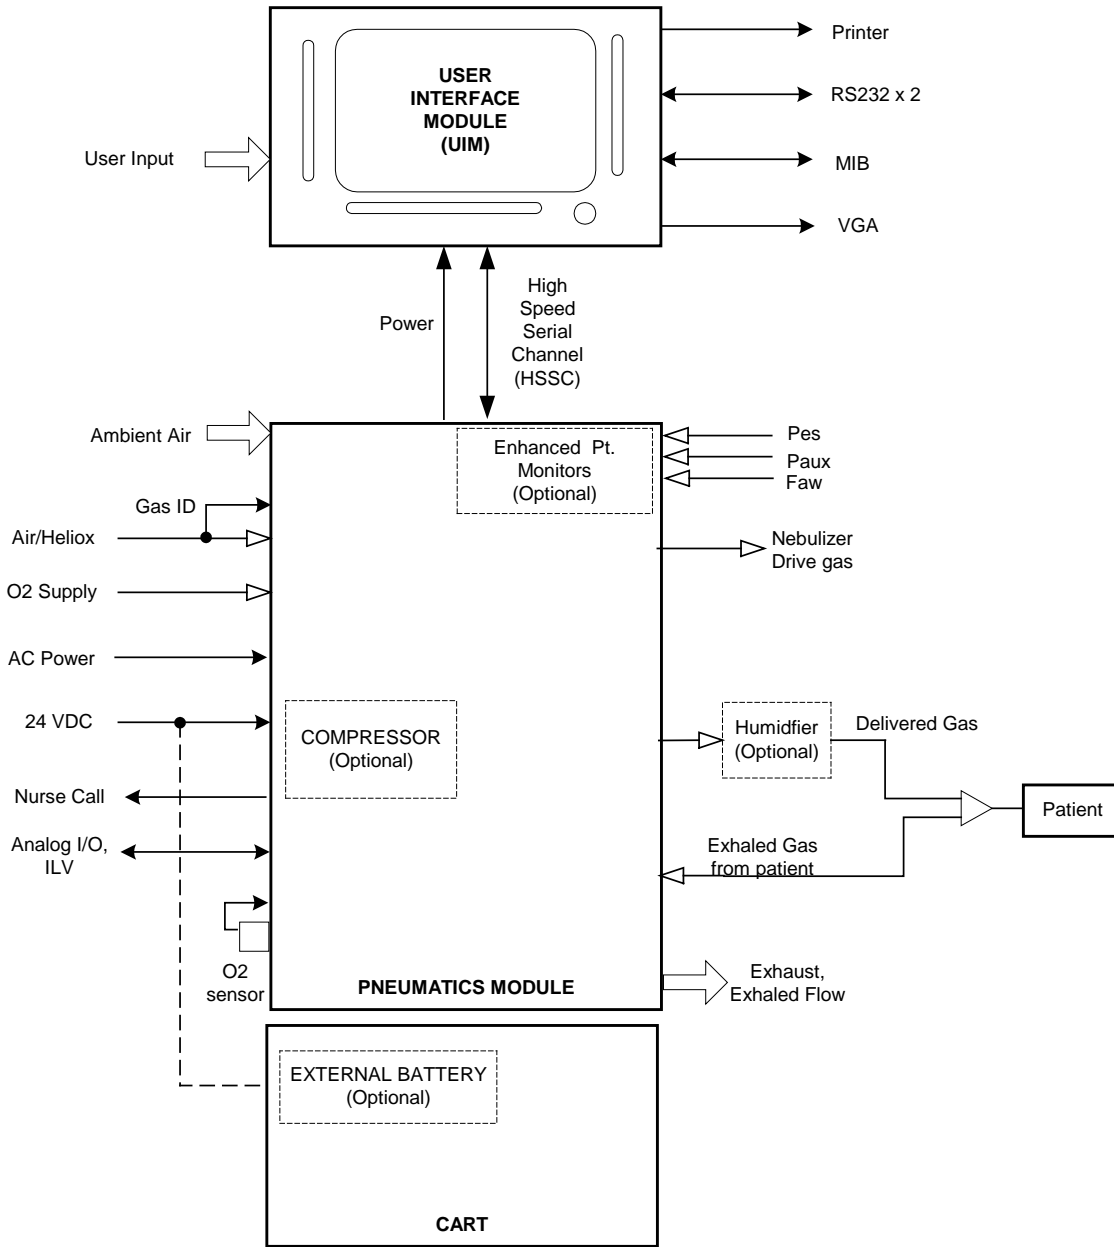 USER
INTERFACE
MODULE
(UIM)
User Input
Printer
RS232 x 2
MIB
VGA
Power
High
Speed
Serial
Channel
(HSSC)
Ambient Air
Gas ID
Air/Heliox
O2 Supply
AC Power
24 VDC
Nurse Call
Analog I/O,
ILV
O2
sensor
Enhanced Pt.
Monitors
(Optional)
Pes
Paux
Faw
Nebulizer
Drive gas
COMPRESSOR
(Optional)
Humidfier
(Optional)
Delivered Gas
Patient
Exhaled Gas
from patient
Exhaust,
Exhaled Flow
PNEUMATICS MODULE
EXTERNAL BATTERY
(Optional)
CART